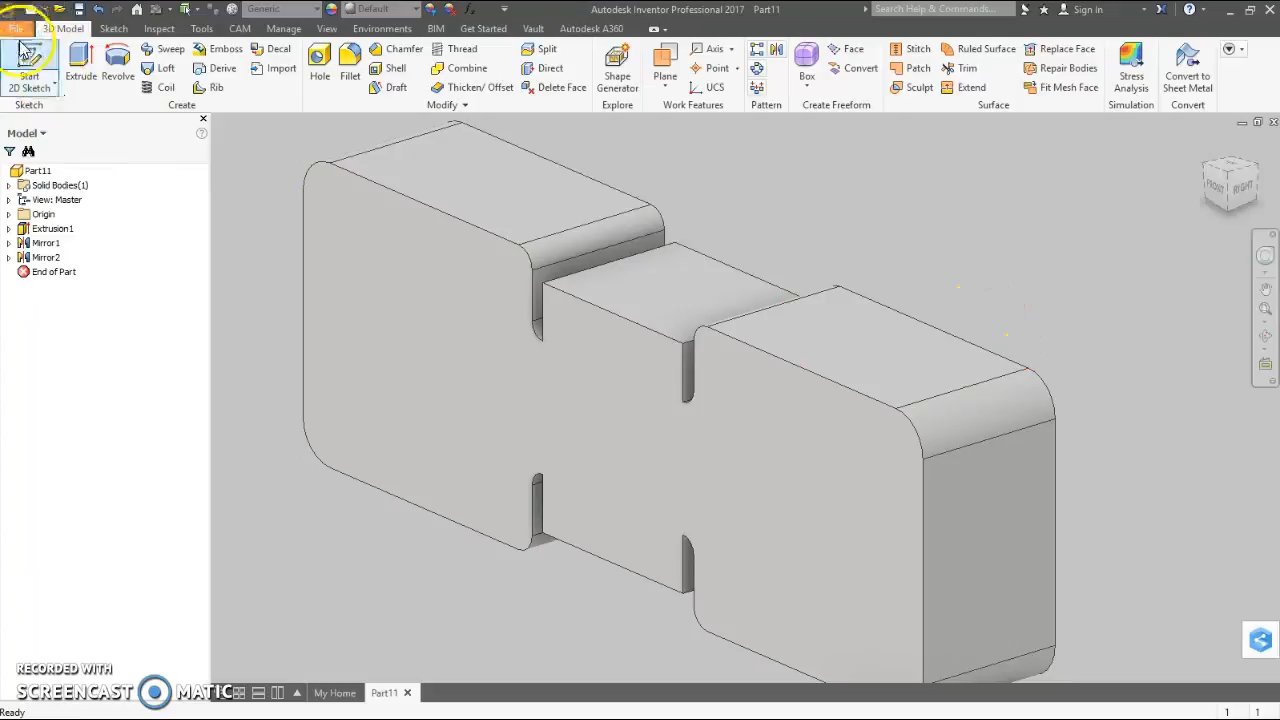 Generic
Default
Autodesk Inventor Professional 2017 Part11
Search Help & Commands...
Sign In
File
3D Model
Sketch
Inspect
Tools
View
Manage
CAM
Environments
BIM
Get Started
Vault
Autodesk A360
Start
2D Sketch
Extrude
Revolve
Sweep
Loft
Coil
Emboss
Derive
Rib
Decal
Import
Hole
Fillet
Chamfer
Shell
Draft
Thread
Combine
Thicken/ Offset
Split
Direct
Delete Face
Shape
Generator
Plane
Axis
Point
UCS
Box
Face
Convert
Stitch
Patch
Sculpt
Ruled Surface
Trim
Extend
Replace Face
Repair Bodies
Fit Mesh Face
Stress
Analysis
Convert to
Sheet Metal
Sketch
Create
Modify
Explore
Work Features
Pattern
Create Freeform
Surface
Simulation
Convert
Model
Part11
Solid Bodies(1)
View: Master
Origin
Extrusion1
Mirror1
Mirror2
End of Part
FRONT
RIGHT
RECORDED WITH
SCREENCAST MATIC
My Home
Part11
Ready
1 1